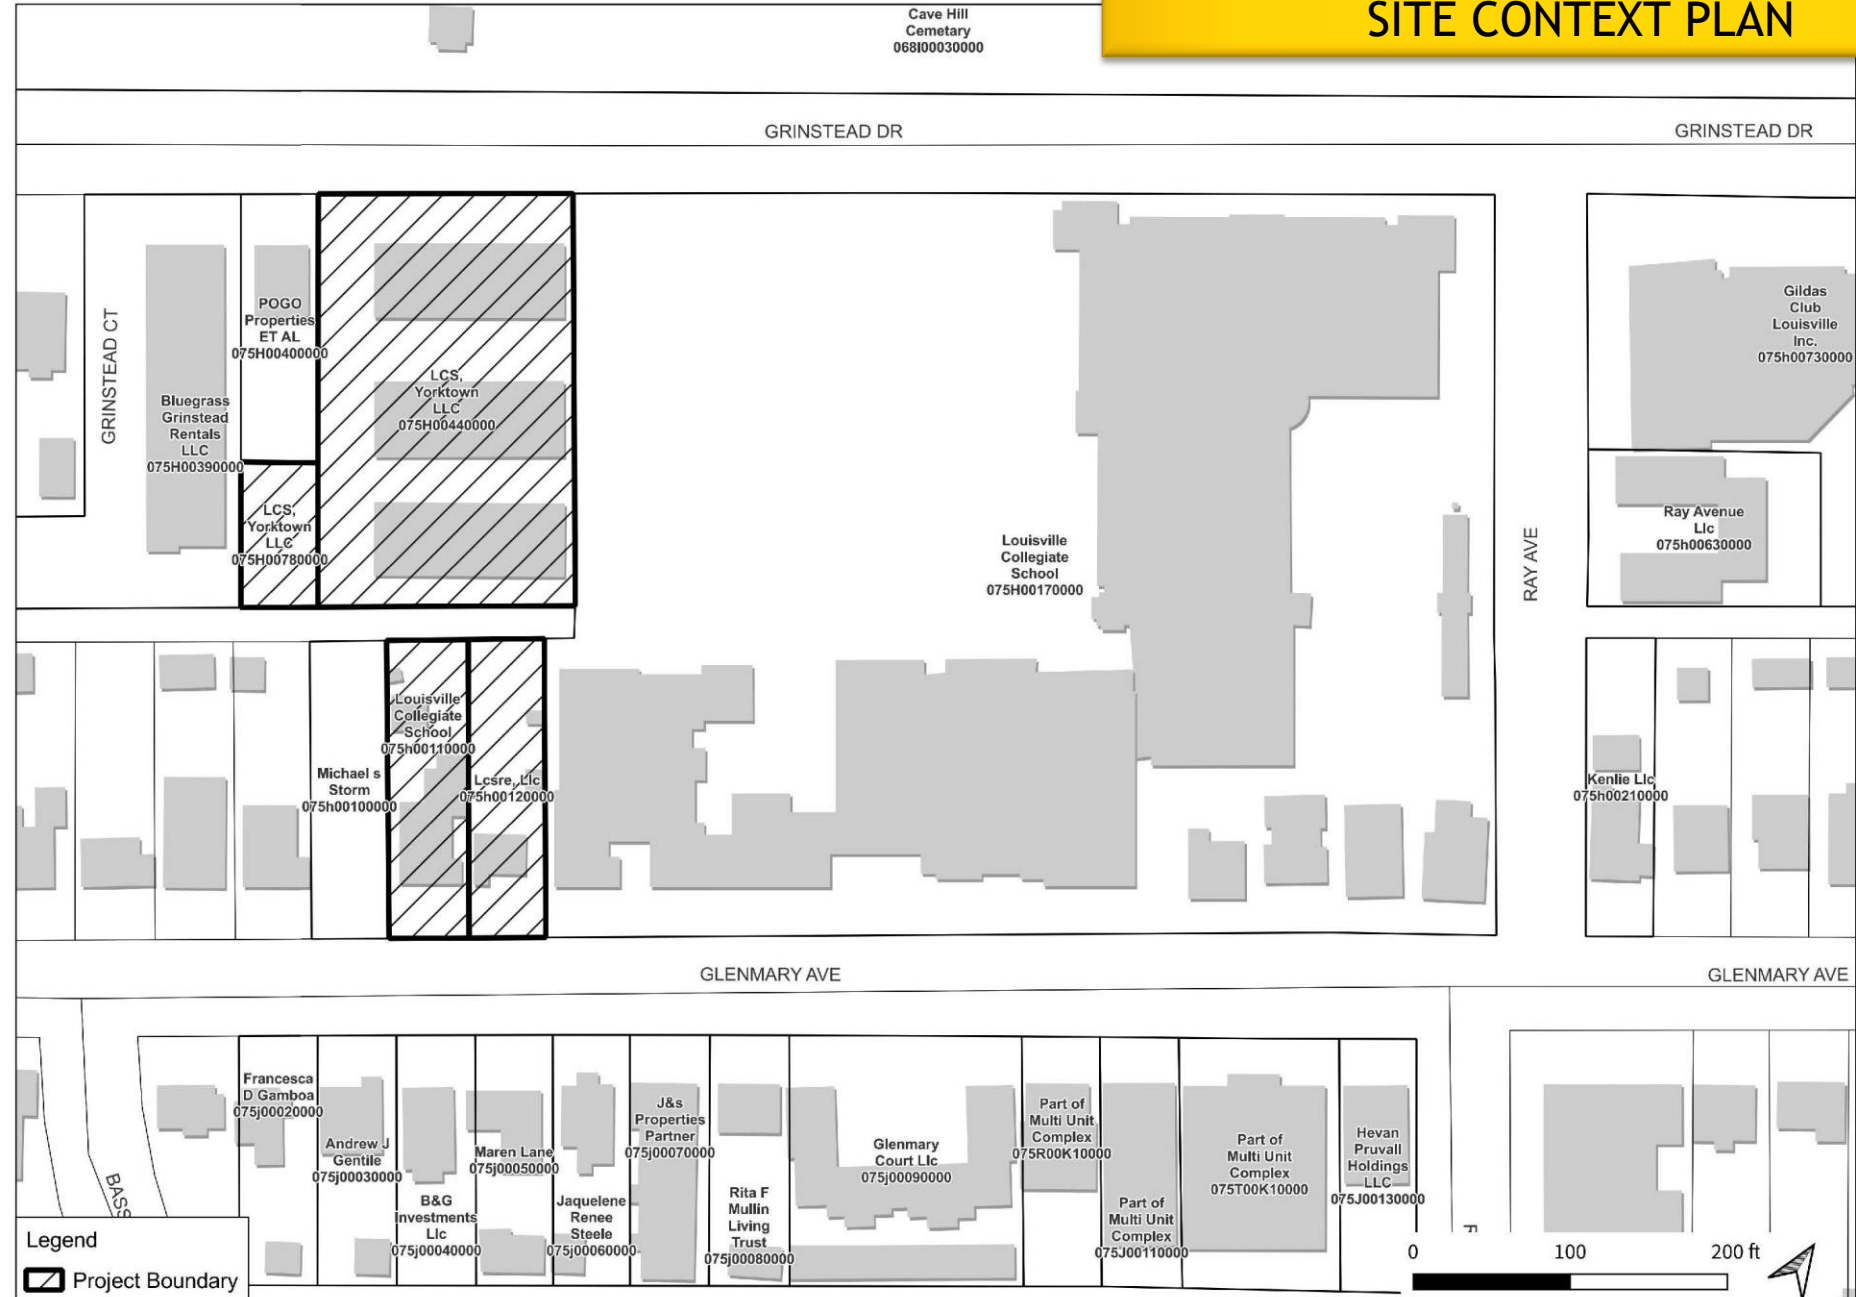 SITE CONTEXT PLAN
Cave Hill
Cemetary
068I00030000
GRINSTEAD DR
GRINSTEAD DR
GRINSTEAD CT
POGO
Properties
ET AL
075H00400000
Bluegrass
Grinstead
Rentals
LLC
075H00390000
LCS,
Yorktown
LLC
075H00440000
LCS,
Yorktown
LLC
075H00780000
Louisville
Collegiate
School
075H00170000
RAY AVE
Gildas
Club
Louisville
Inc.
075h00730000
Ray Avenue
Llc
075h00630000
Michael s
Storm
075h00100000
Louisville
Collegiate
School
075h00110000
Lcsre, Llc
075h00120000
Kenlie Llc
075h00210000
GLENMARY AVE
GLENMARY AVE
BASS
Francesca
D Gamboa
075j00020000
Andrew J
Gentile
075j00030000
B&G
Investments
Llc
075j00040000
Maren Lane
075j00050000
Jaquelene
Renee
Steele
075j00060000
J&s
Properties
Partner
075j00070000
Rita F
Mullin
Living
Trust
075j00080000
Glenmary
Court Llc
075j00090000
Part of
Multi Unit
Complex
075R00K10000
Part of
Multi Unit
Complex
075J00110000
Part of
Multi Unit
Complex
075T00K10000
Hevan
Pruvall
Holdings
LLC
075J00130000
Legend
Project Boundary
0 100 200 ft